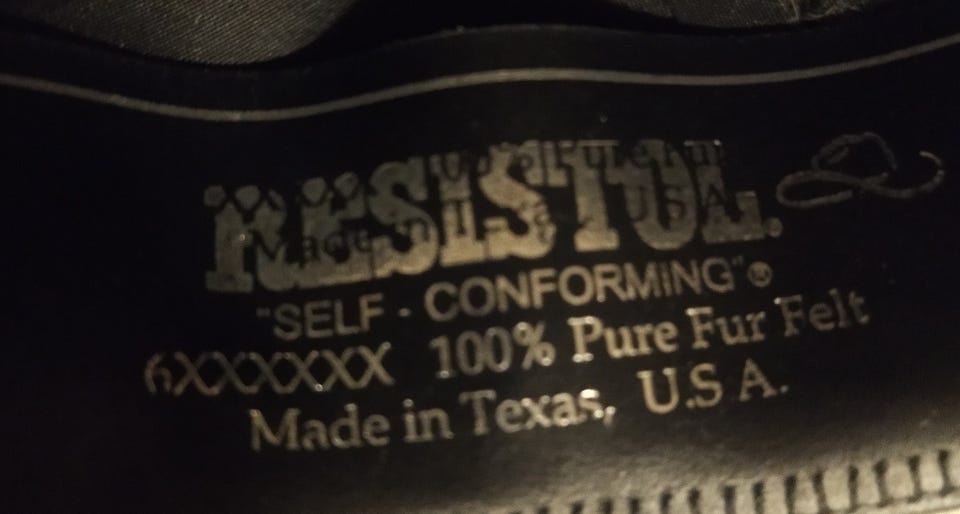 RESISTOL.
"SELF - CONFORMING"®
6XXXXXX 100% Pure Fur Felt
Made in Texas, U.S.A.